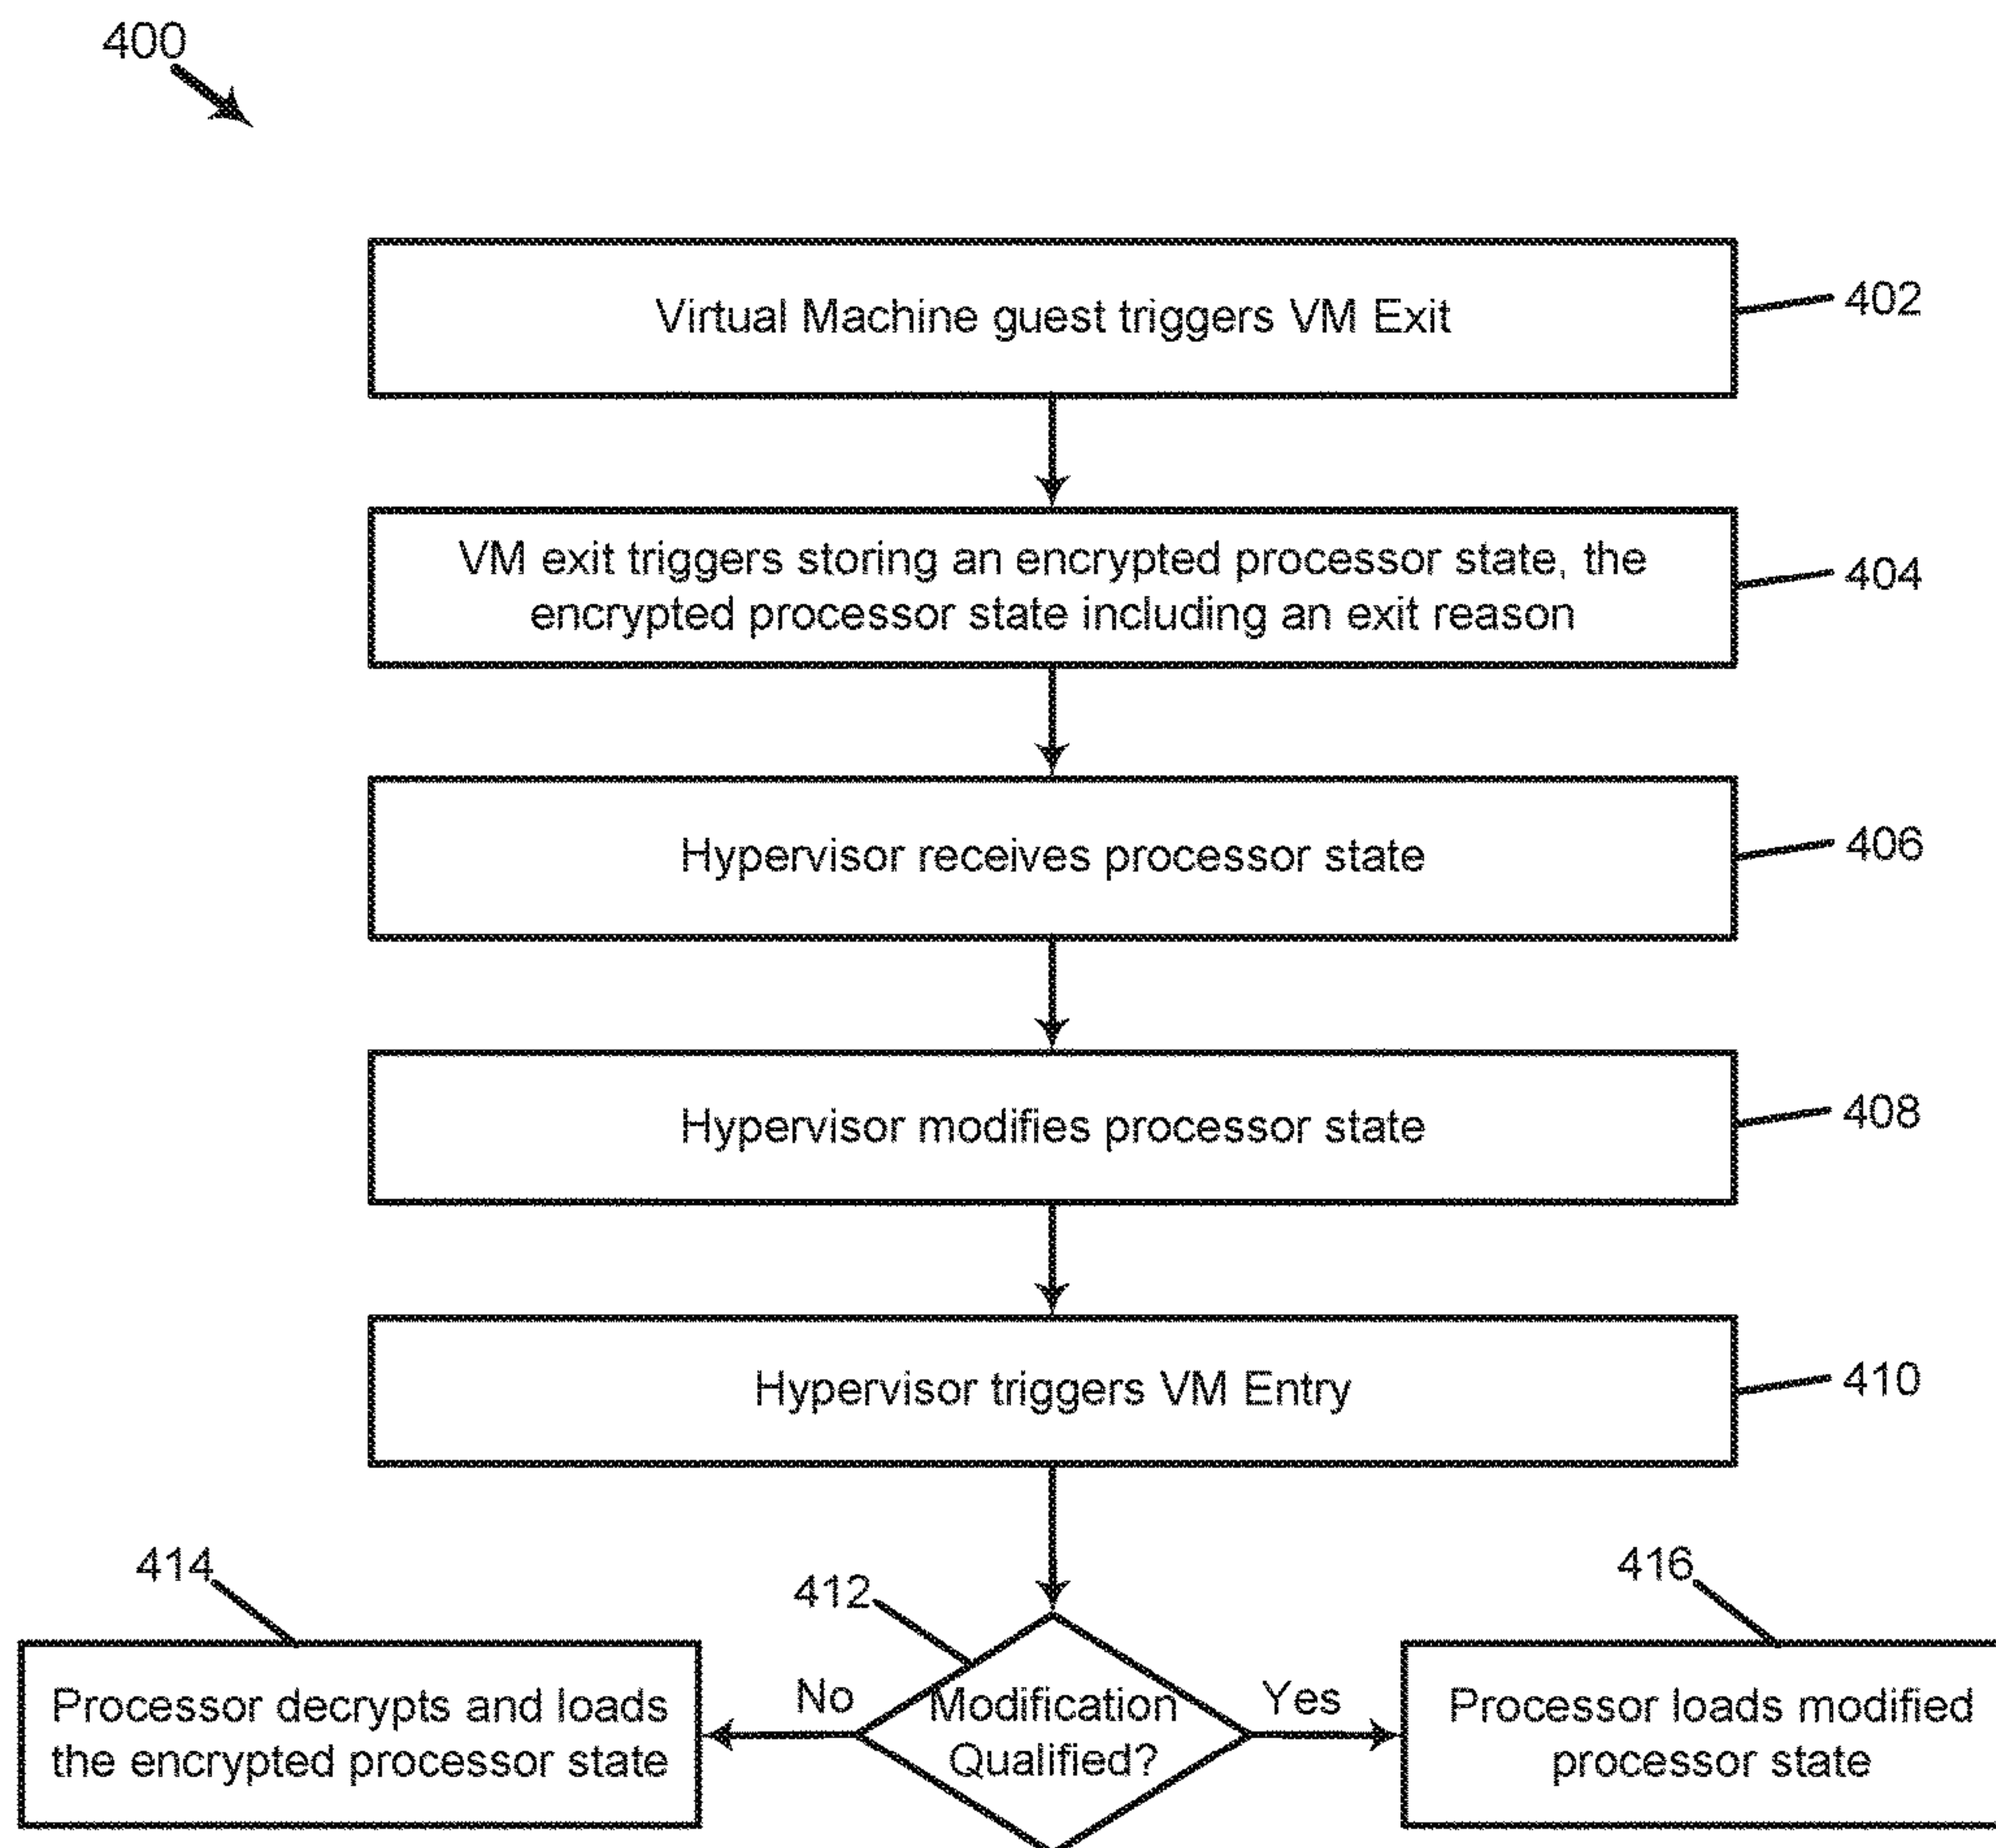 400
Virtual Machine guest triggers VM Exit
402
VM exit triggers storing an encrypted processor state, the
encrypted processor state including an exit reason
404
Hypervisor receives processor state
406
Hypervisor modifies processor state
408
Hypervisor triggers VM Entry
410
414
412
416
Processor decrypts and loads
the encrypted processor state
No
Modification
Qualified?
Yes
Processor loads modified
processor state